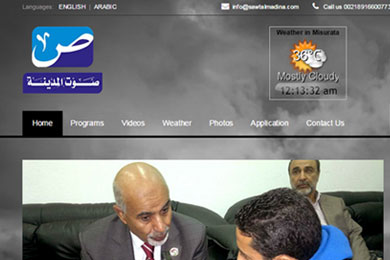 Languages: ENGLISH | ARABIC
info@sawtalmadina.com
Call us 00218916600773
ص
صوت المدينة
Weather in Misurata
36°C
Mostly Cloudy
12:13:32 am
Home
Programs
Videos
Weather
Photos
Application
Contact Us